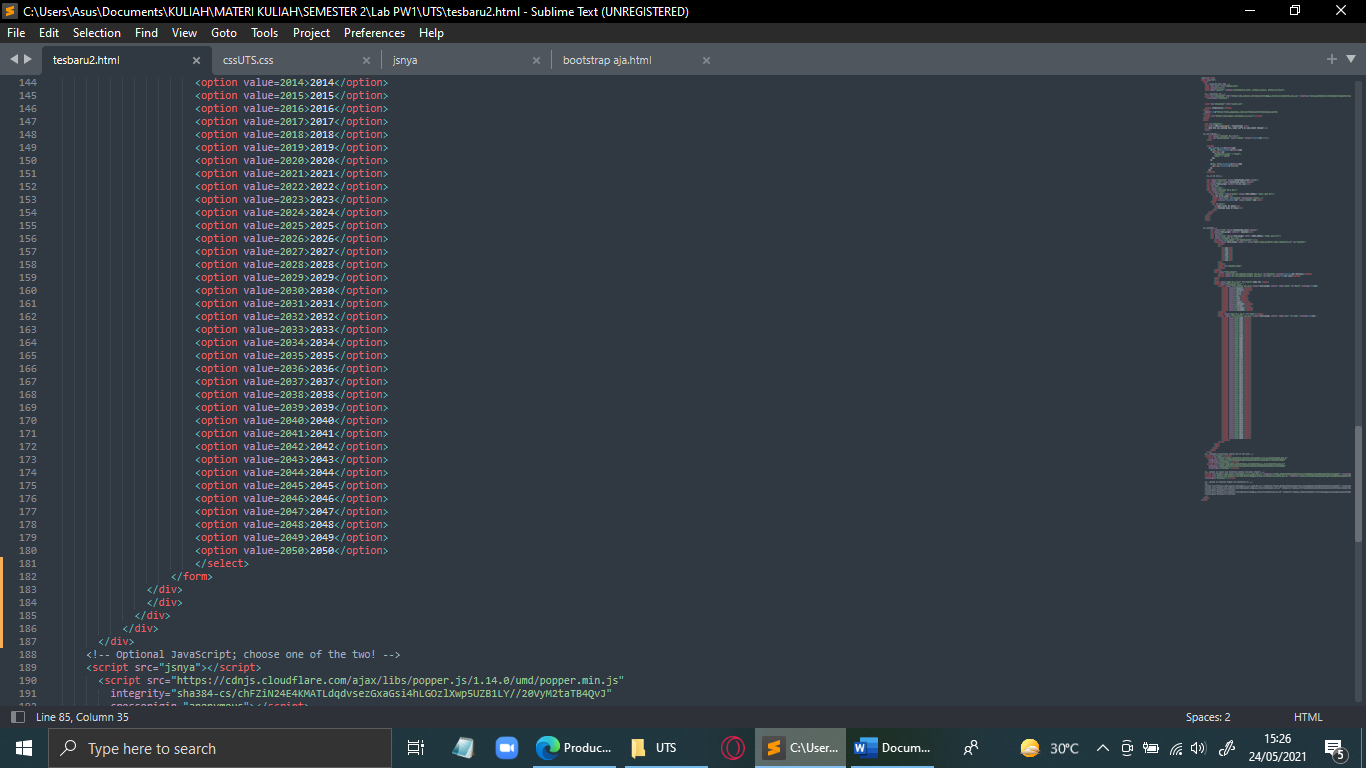 C:\Users\Asus\Documents\KULIAH\MATERI KULIAH\SEMESTER 2\Lab PW1\UTS\tesbaru2.html - Sublime Text (UNREGISTERED)
File Edit Selection Find View Goto Tools Project Preferences Help
tesbaru2.html cssUTS.css jsnya bootstrap aja.html
144 <option value=2014>2014</option>
145 <option value=2015>2015</option>
146 <option value=2016>2016</option>
147 <option value=2017>2017</option>
148 <option value=2018>2018</option>
149 <option value=2019>2019</option>
150 <option value=2020>2020</option>
151 <option value=2021>2021</option>
152 <option value=2022>2022</option>
153 <option value=2023>2023</option>
154 <option value=2024>2024</option>
155 <option value=2025>2025</option>
156 <option value=2026>2026</option>
157 <option value=2027>2027</option>
158 <option value=2028>2028</option>
159 <option value=2029>2029</option>
160 <option value=2030>2030</option>
161 <option value=2031>2031</option>
162 <option value=2032>2032</option>
163 <option value=2033>2033</option>
164 <option value=2034>2034</option>
165 <option value=2035>2035</option>
166 <option value=2036>2036</option>
167 <option value=2037>2037</option>
168 <option value=2038>2038</option>
169 <option value=2039>2039</option>
170 <option value=2040>2040</option>
171 <option value=2041>2041</option>
172 <option value=2042>2042</option>
173 <option value=2043>2043</option>
174 <option value=2044>2044</option>
175 <option value=2045>2045</option>
176 <option value=2046>2046</option>
177 <option value=2047>2047</option>
178 <option value=2048>2048</option>
179 <option value=2049>2049</option>
180 <option value=2050>2050</option>
181 </select>
182 </form>
183 </div>
184 </div>
185 </div>
186 </div>
187 </div>
188 <!-- Optional JavaScript; choose one of the two! -->
189 <script src="jsnya"></script>
190 <script src="https://cdnjs.cloudflare.com/ajax/libs/popper.js/1.14.0/umd/popper.min.js"
191 integrity="sha384-cs/chFZiN24E4KMATLdqdvsezGxaGsi4hLGOzlXwp5UZB1LY//20VyM2taTB4QvJ"
192 crossorigin="anonymous"></script>
Line 85, Column 35 Spaces: 2 HTML
Type here to search Produc... UTS C:\User... Docum... 30°C 15:26
24/05/2021 5